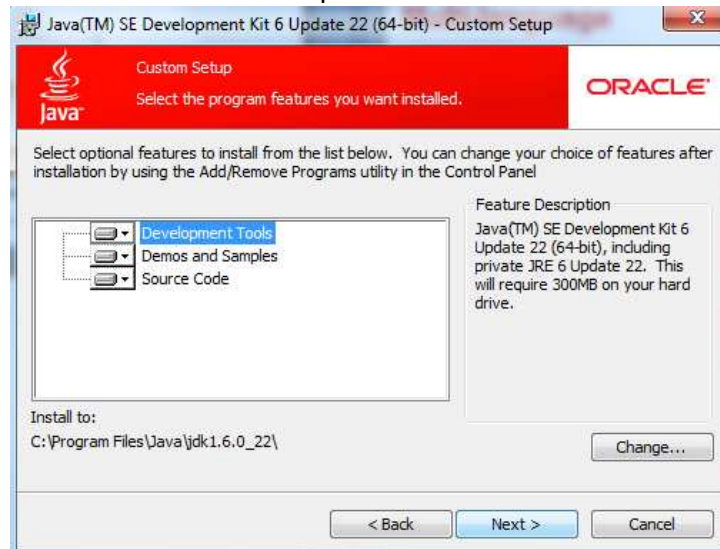 Java(TM) SE Development Kit 6 Update 22 (64-bit) - Custom Setup
Java
Custom Setup
Select the program features you want installed.
ORACLE
Select optional features to install from the list below.  You can change your choice of features after
installation by using the Add/Remove Programs utility in the Control Panel
Development Tools
Demos and Samples
Source Code
Feature Description
Java(TM) SE Development Kit 6
Update 22 (64-bit), including
private JRE 6 Update 22.  This
will require 300MB on your hard
drive.
Install to:
C:\Program Files\Java\jdk1.6.0_22\
Change...
< Back
Next >
Cancel